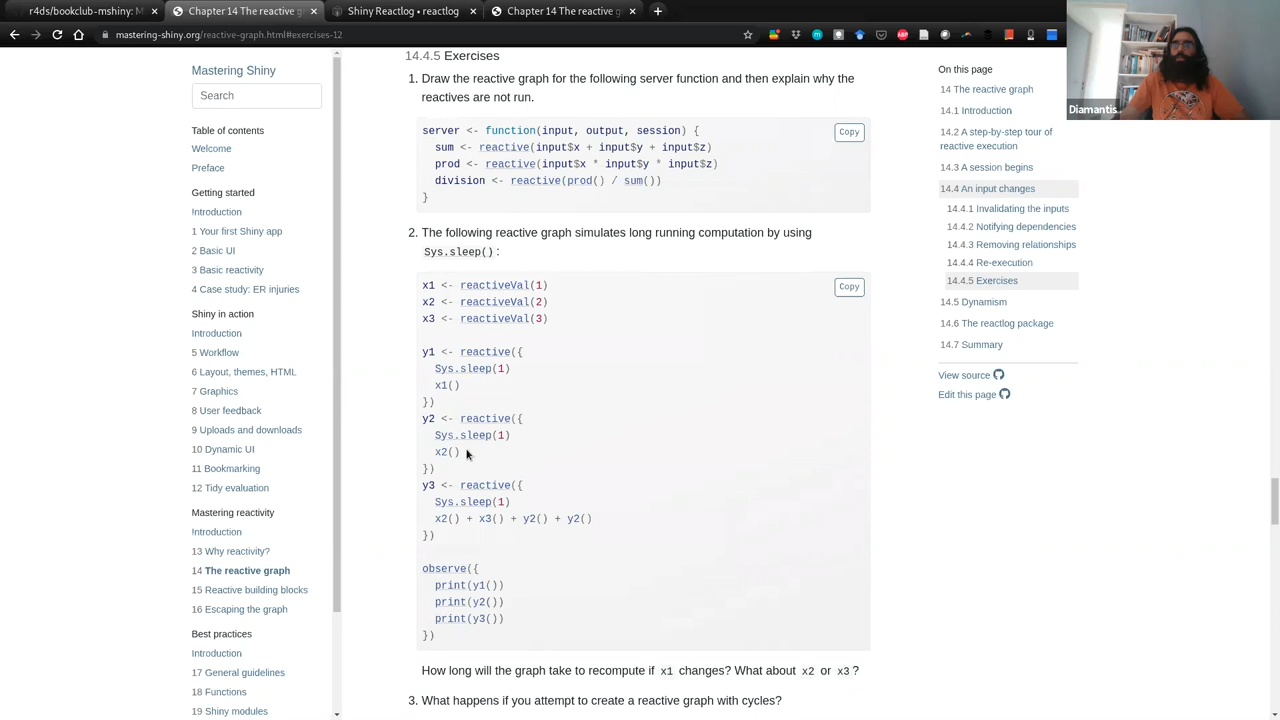 r4ds/bookclub-mshiny: M
Chapter 14 The reactive g
Shiny Reactlog • reactlog
Chapter 14 The reactive g
mastering-shiny.org/reactive-graph.html#exercises-12
Diamantis
Mastering Shiny
Search
Table of contents
Welcome
Preface
Getting started
Introduction
1 Your first Shiny app
2 Basic UI
3 Basic reactivity
4 Case study: ER injuries
Shiny in action
Introduction
5 Workflow
6 Layout, themes, HTML
7 Graphics
8 User feedback
9 Uploads and downloads
10 Dynamic UI
11 Bookmarking
12 Tidy evaluation
Mastering reactivity
Introduction
13 Why reactivity?
14 The reactive graph
15 Reactive building blocks
16 Escaping the graph
Best practices
Introduction
17 General guidelines
18 Functions
19 Shiny modules
14.4.5 Exercises
1. Draw the reactive graph for the following server function and then explain why the
reactives are not run.
Copy
server <- function(input, output, session) {
sum <- reactive(input$x + input$y + input$z)
prod <- reactive(input$x * input$y * input$z)
division <- reactive(prod() / sum())
}
2. The following reactive graph simulates long running computation by using
Sys.sleep() :
Copy
x1 <- reactiveVal(1)
x2 <- reactiveVal(2)
x3 <- reactiveVal(3)
y1 <- reactive({
Sys.sleep(1)
x1()
})
y2 <- reactive({
Sys.sleep(1)
x2()
})
y3 <- reactive({
Sys.sleep(1)
x2() + x3() + y2() + y2()
})
observe({
print(y1())
print(y2())
print(y3())
})
How long will the graph take to recompute if x1 changes? What about x2 or x3 ?
3. What happens if you attempt to create a reactive graph with cycles?
On this page
14 The reactive graph
14.1 Introduction
14.2 A step-by-step tour of
reactive execution
14.3 A session begins
14.4 An input changes
14.4.1 Invalidating the inputs
14.4.2 Notifying dependencies
14.4.3 Removing relationships
14.4.4 Re-execution
14.4.5 Exercises
14.5 Dynamism
14.6 The reactlog package
14.7 Summary
View source
Edit this page